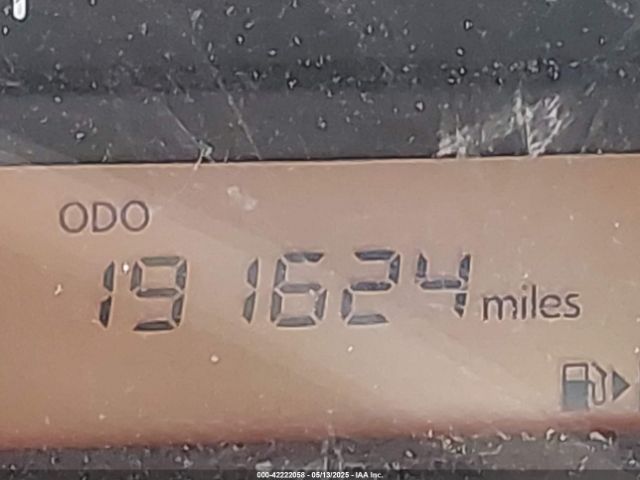 ODO
191624 miles
000-42222058 - 05/13/2025 - IAA Inc.